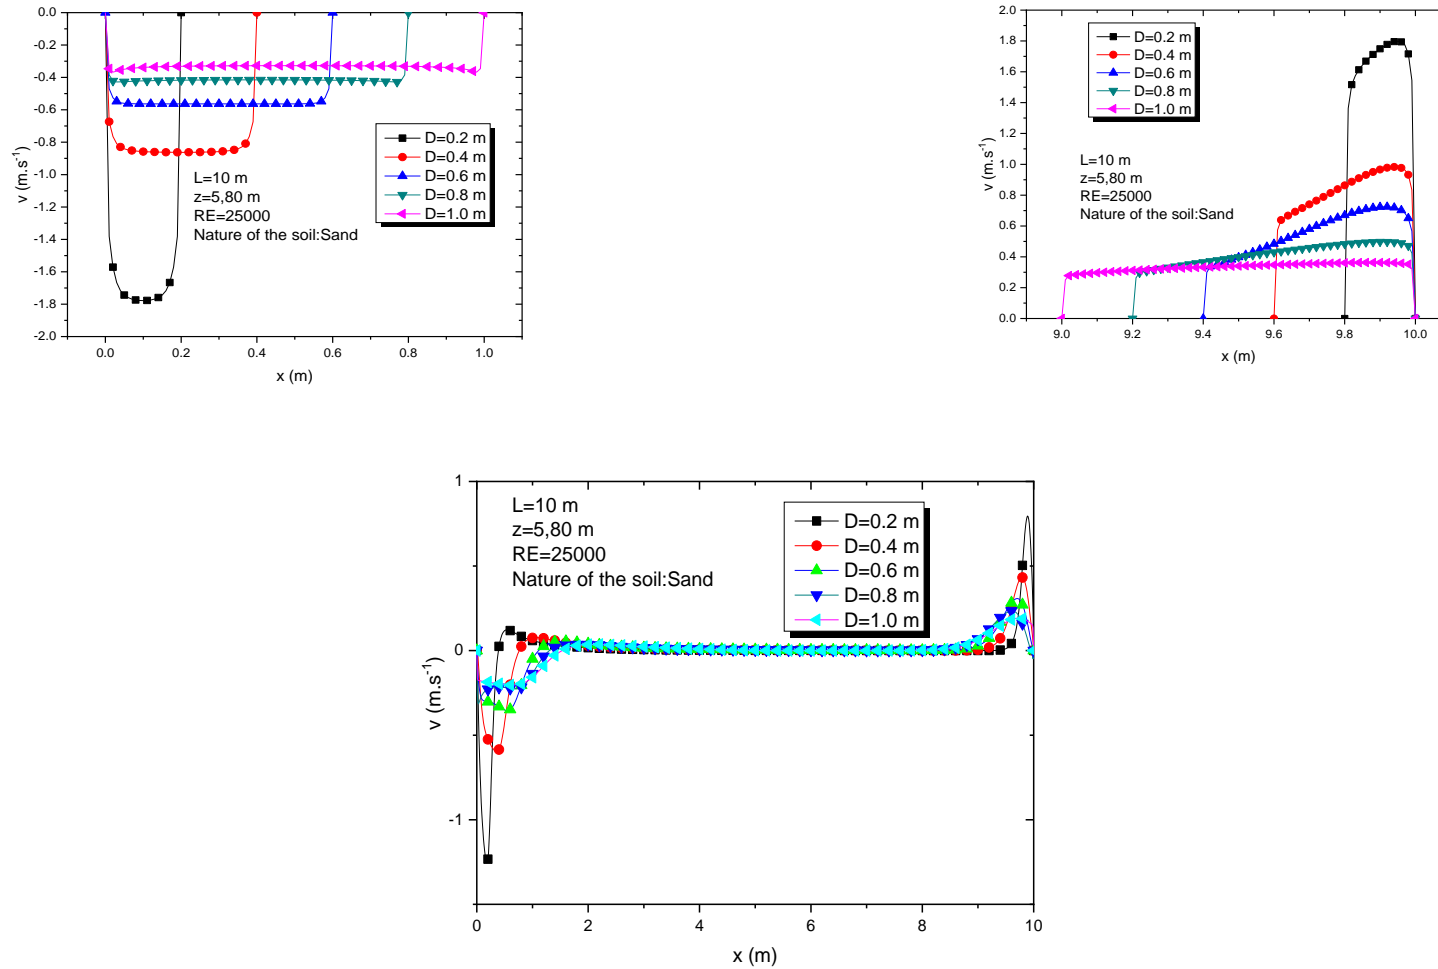 0.0
-0.2
-0.4
-0.6
-0.8
-1.0
-1.2
-1.4
-1.6
-1.8
-2.0
v (m.s-1)
0.0 0.2 0.4 0.6 0.8 1.0
x (m)
D=0.2 m
D=0.4 m
D=0.6 m
D=0.8 m
D=1.0 m
L=10 m
z=5,80 m
RE=25000
Nature of the soil:Sand
2.0
1.8
1.6
1.4
1.2
1.0
0.8
0.6
0.4
0.2
0.0
v (m.s-1)
9.0 9.2 9.4 9.6 9.8 10.0
x (m)
D=0.2 m
D=0.4 m
D=0.6 m
D=0.8 m
D=1.0 m
L=10 m
z=5,80 m
RE=25000
Nature of the soil:Sand
1
0
-1
v (m.s-1)
0 2 4 6 8 10
x (m)
L=10 m
z=5,80 m
RE=25000
Nature of the soil:Sand
D=0.2 m
D=0.4 m
D=0.6 m
D=0.8 m
D=1.0 m